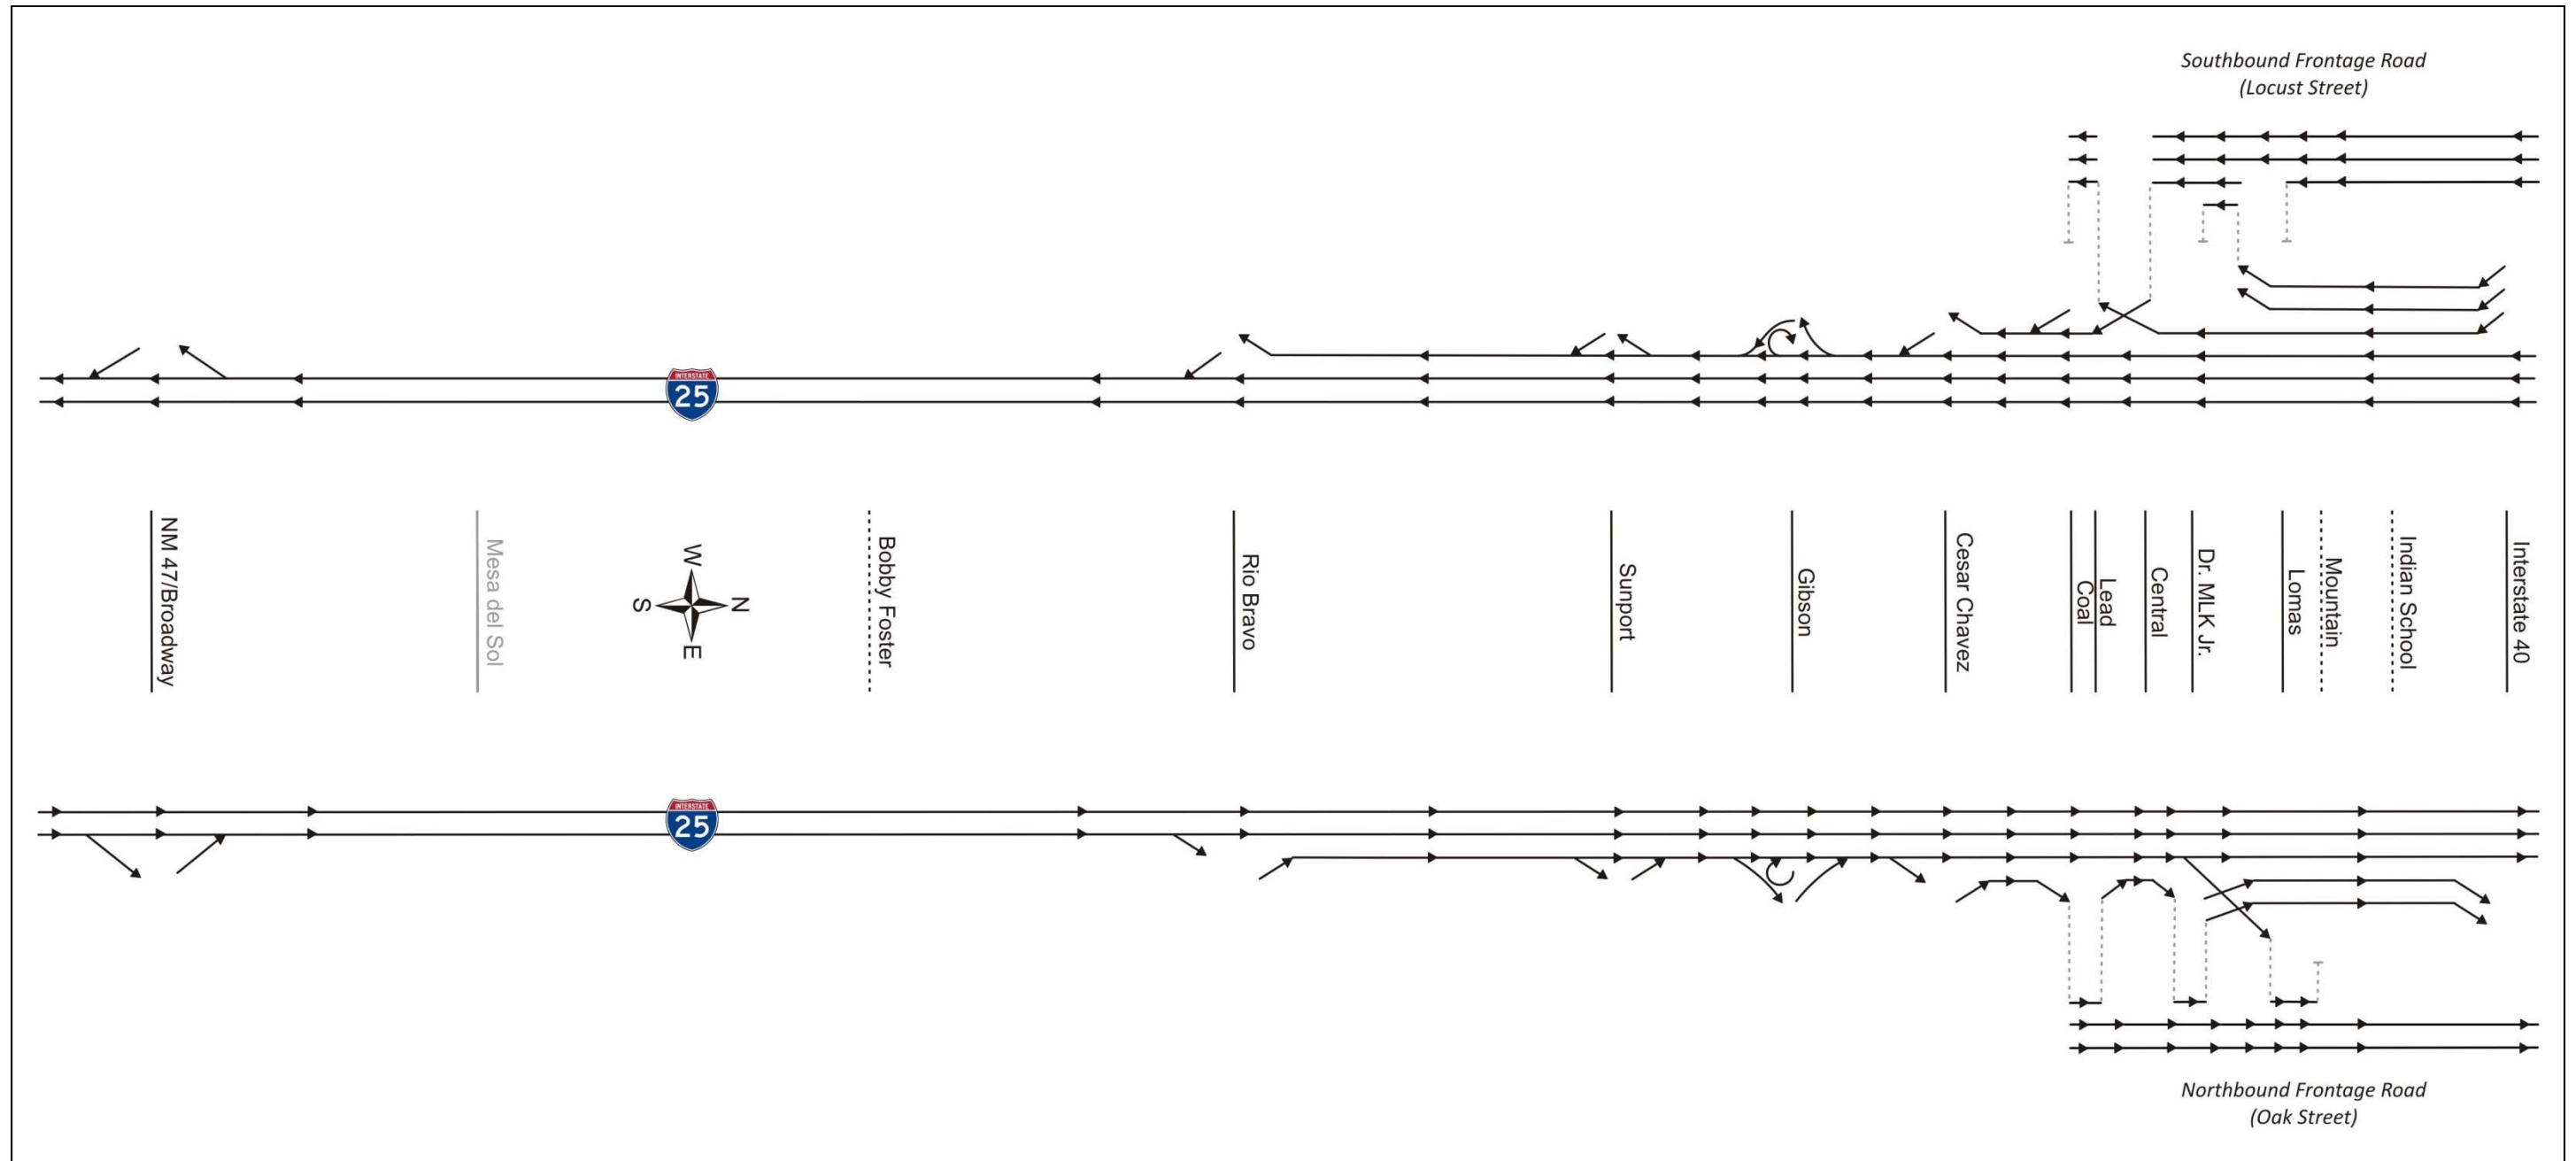 Southbound Frontage Road
(Locust Street)
INTERSTATE
25
NM 47/Broadway
Mesa del Sol
W
S
N
E
Bobby Foster
Rio Bravo
Sunport
Gibson
Cesar Chavez
Coal
Lead
Central
Dr. MLK Jr.
Lomas
Mountain
Indian School
Interstate 40
INTERSTATE
25
Northbound Frontage Road
(Oak Street)